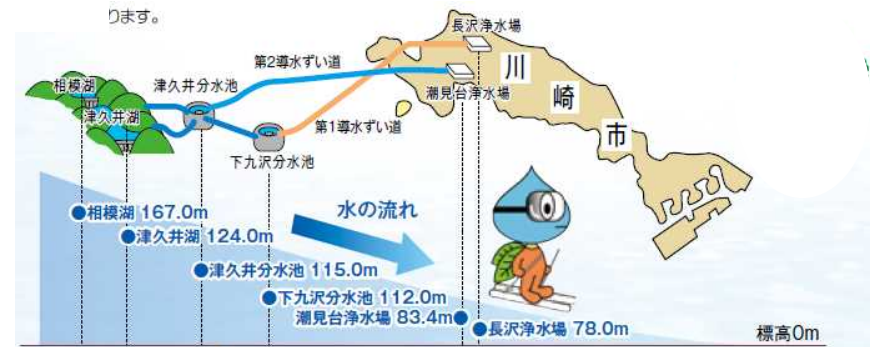 ります。
長沢浄水場
第2導水ずい道
川
津久井分水池
相模湖
潮見台浄水場
崎
津久井湖
第1導水ずい道
市
下九沢分水池
水の流れ
●相模湖 167.0m
●津久井湖 124.0m
●津久井分水池 115.0m
●下九沢分水池 112.0m
潮見台浄水場 83.4m●
●長沢浄水場 78.0m
標高0m